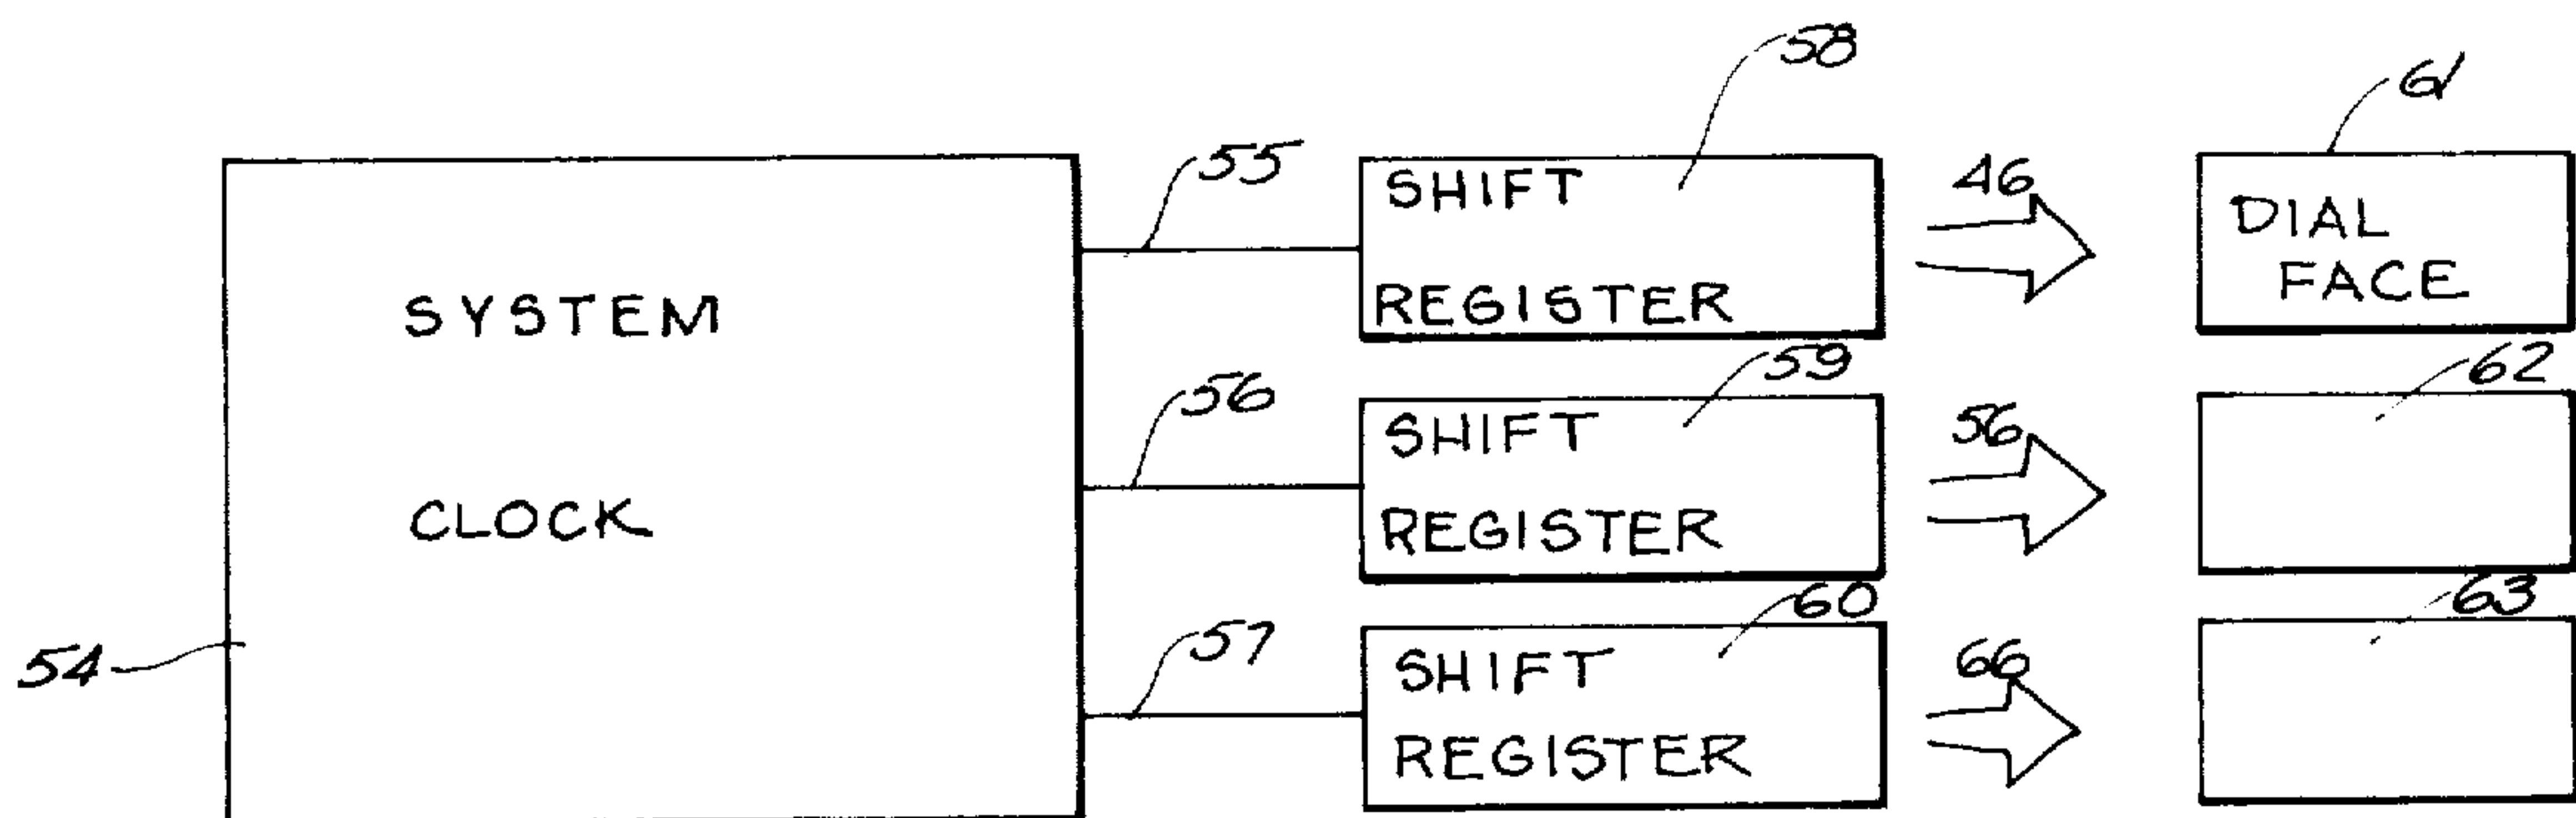 58
61
55
SHIFT
46
DIAL
SYSTEM
REGISTER
FACE
59
62
56
SHIFT
56
CLOCK
REGISTER
60
63
57
SHIFT
66
54
REGISTER